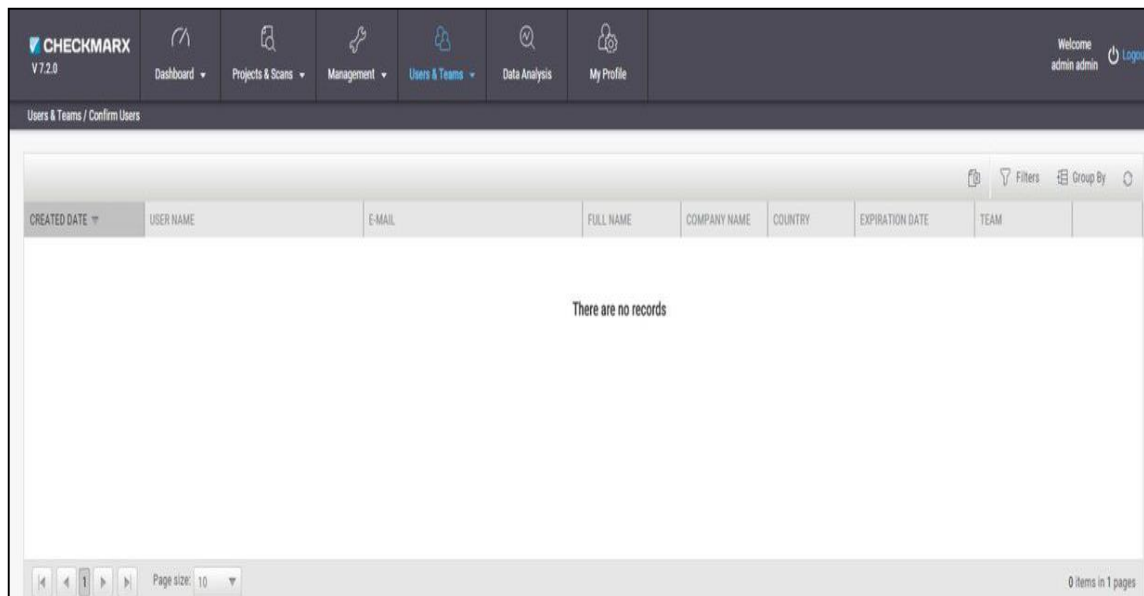 CHECKMARX
V 7.2.0
Dashboard
Projects & Scans
Management
Users & Teams
Data Analysis
My Profile
Welcome
admin admin
Logou
Users & Teams / Confirm Users
Filters
Group By
CREATED DATE
USER NAME
E-MAIL
FULL NAME
COMPANY NAME
COUNTRY
EXPIRATION DATE
TEAM
There are no records
1
Page size: 10
0 items in 1 pages